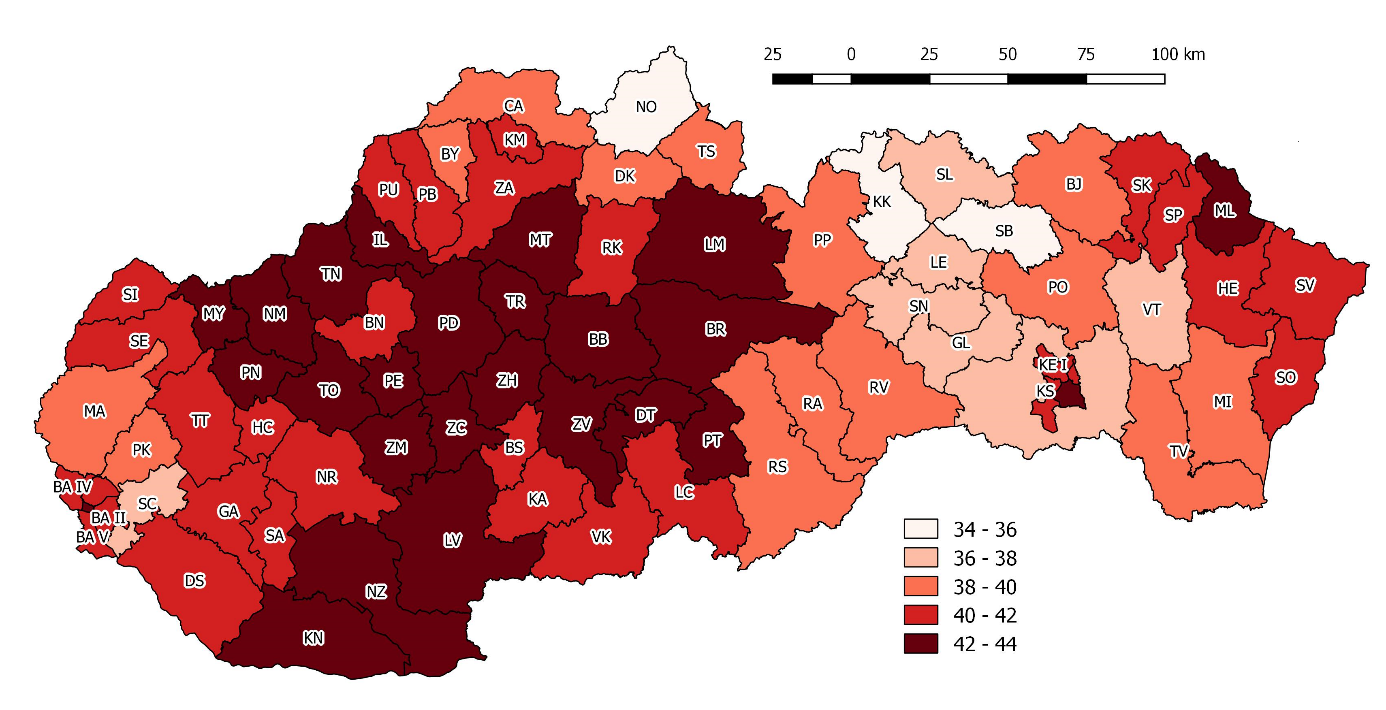 25 0 25 50 75 100 km
NO
CA
KM
BY
TS
DK
ZA
PU
PB
SL
BJ
SK
KK
SP
ML
SB
IL
MT
RK
LM
PP
LE
TN
PO
HE
SV
SI
MY
NM
TR
SN
VT
BN
PD
BB
BR
SE
GL
KE I
PN
TO
PE
ZH
RV
KS
SO
MA
TT
HC
ZC
ZV
DT
RA
MI
PK
ZM
BS
PT
TV
NR
RS
BA IV
SC
KA
LC
BA II
GA
BA V
SA
LV
VK
DS
NZ
KN
34 - 36
36 - 38
38 - 40
40 - 42
42 - 44